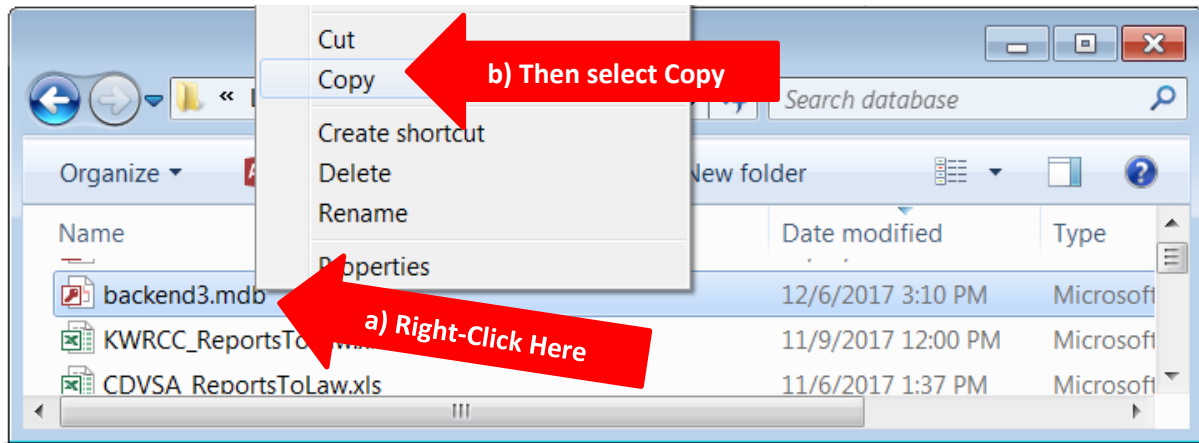 Cut
Copy
b) Then select Copy
«
Search database
Create shortcut
Organize
Delete
New folder
Rename
Name
Date modified
Type
Properties
backend3.mdb
12/6/2017 3:10 PM
Microsoft
a) Right-Click Here
KWRCC_ReportsTo
11/9/2017 12:00 PM
Microsoft
CDVSA_ReportsToLaw.xls
11/6/2017 1:37 PM
Microsoft